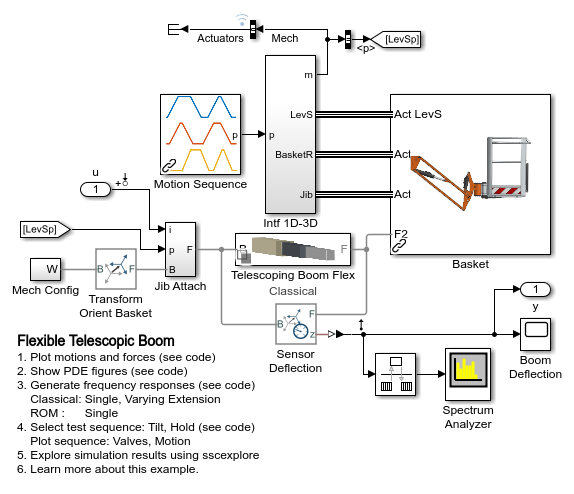 Actuators
Mech
[LevSp]
<p>
m
LevS
Act LevS
p
p
BasketR
Act
Motion Sequence
Jib
Act
u
1
Intf 1D-3D
i
[LevSp]
p
F
F
F2
B
W
B
F
Basket
Mech Config
Jib Attach
Telescoping Boom Flex
Transform
Orient Basket
Classical
1
F
B
y
z
Flexible Telescopic Boom
Sensor
Deflection
Boom
Deflection
1. Plot motions and forces (see code)
2. Show PDE figures (see code)
3. Generate frequency responses (see code)
Classical: Single, Varying Extension
ROM : Single
Spectrum
Analyzer
4. Select test sequence: Tilt, Hold (see code)
Plot sequence: Valves, Motion
5. Explore simulation results using sscexplore
6. Learn more about this example.